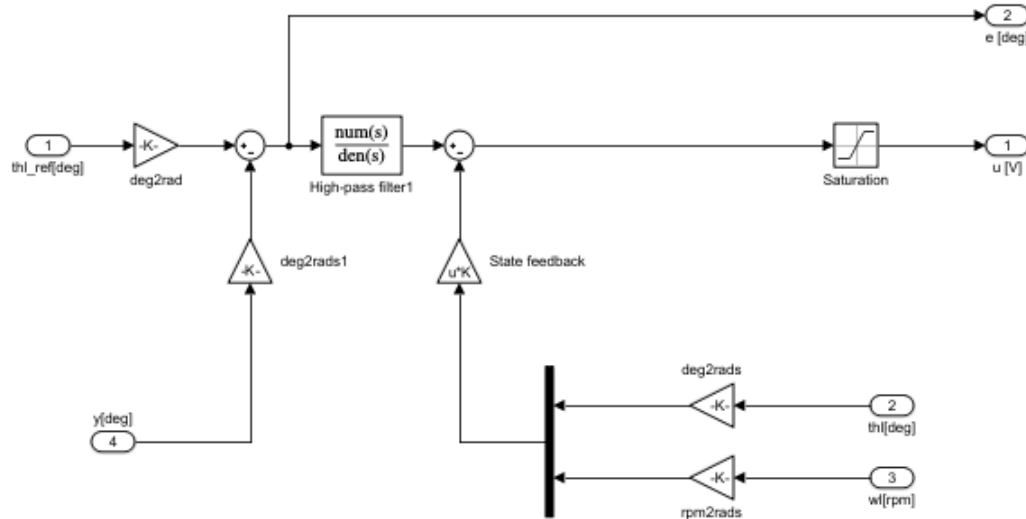 2
e [deg]
1
thl_ref[deg]
-K-
deg2rad
+
-
num(s)
den(s)
High-pass filter1
+
-
Saturation
1
u [V]
-K-
deg2rads1
u*K
State feedback
deg2rads
-K-
2
thl[deg]
y[deg]
4
-K-
rpm2rads
3
wl[rpm]